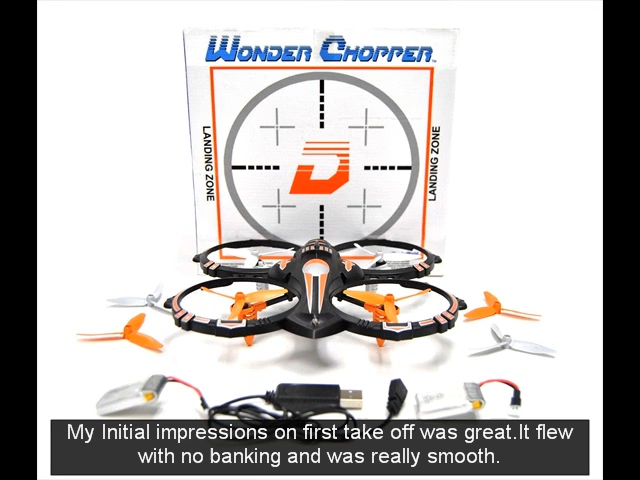 WONDER CHOPPER™
LANDING ZONE
D
LANDING ZONE
My Initial impressions on first take off was great.It flew
with no banking and was really smooth.